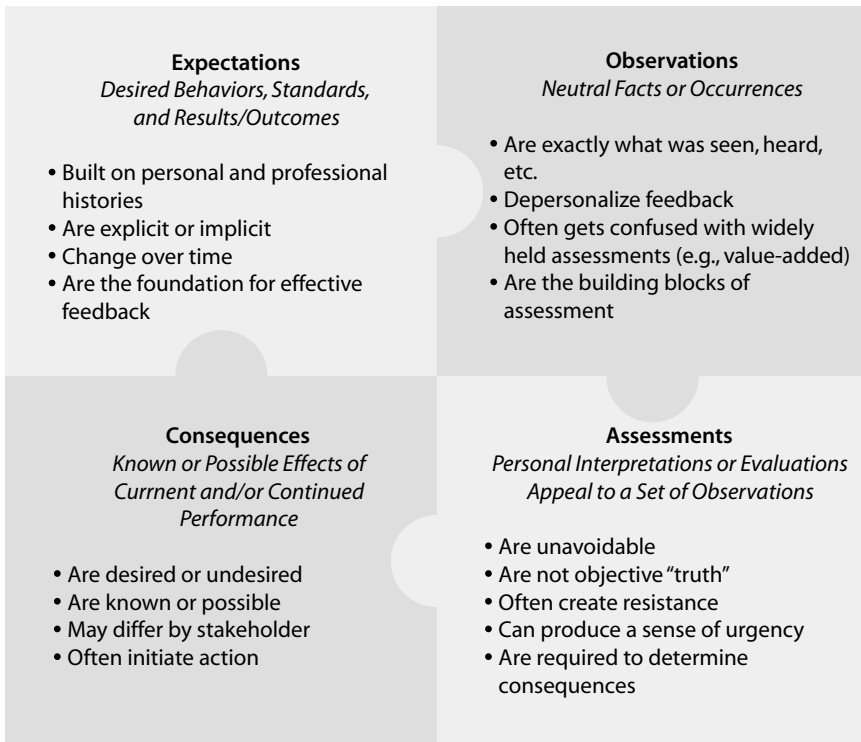 Expectations
Desired Behaviors, Standards,
and Results/Outcomes
• Built on personal and professional
histories
• Are explicit or implicit
• Change over time
• Are the foundation for effective
feedback
Observations
Neutral Facts or Occurrences
• Are exactly what was seen, heard,
etc.
• Depersonalize feedback
• Often gets confused with widely
held assessments (e.g., value-added)
• Are the building blocks of
assessment
Consequences
Known or Possible Effects of
Currnent and/or Continued
Performance
• Are desired or undesired
• Are known or possible
• May differ by stakeholder
• Often initiate action
Assessments
Personal Interpretations or Evaluations
Appeal to a Set of Observations
• Are unavoidable
• Are not objective “truth”
• Often create resistance
• Can produce a sense of urgency
• Are required to determine
consequences